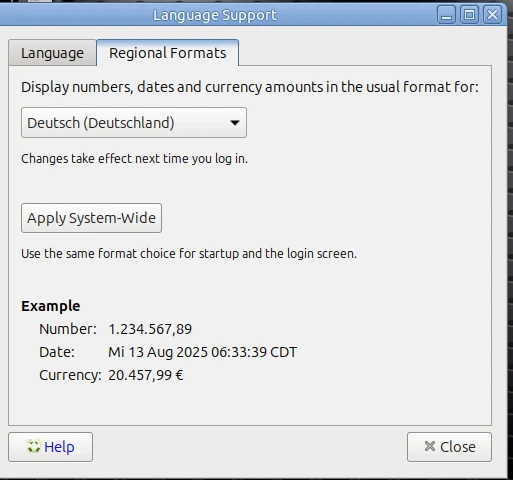 Language Support
Language Regional Formats
Display numbers, dates and currency amounts in the usual format for:
Deutsch (Deutschland)
Changes take effect next time you log in.
Apply System-Wide
Use the same format choice for startup and the login screen.
Example
Number: 1.234.567,89
Date: Mi 13 Aug 2025 06:33:39 CDT
Currency: 20.457,99 €
Help Close